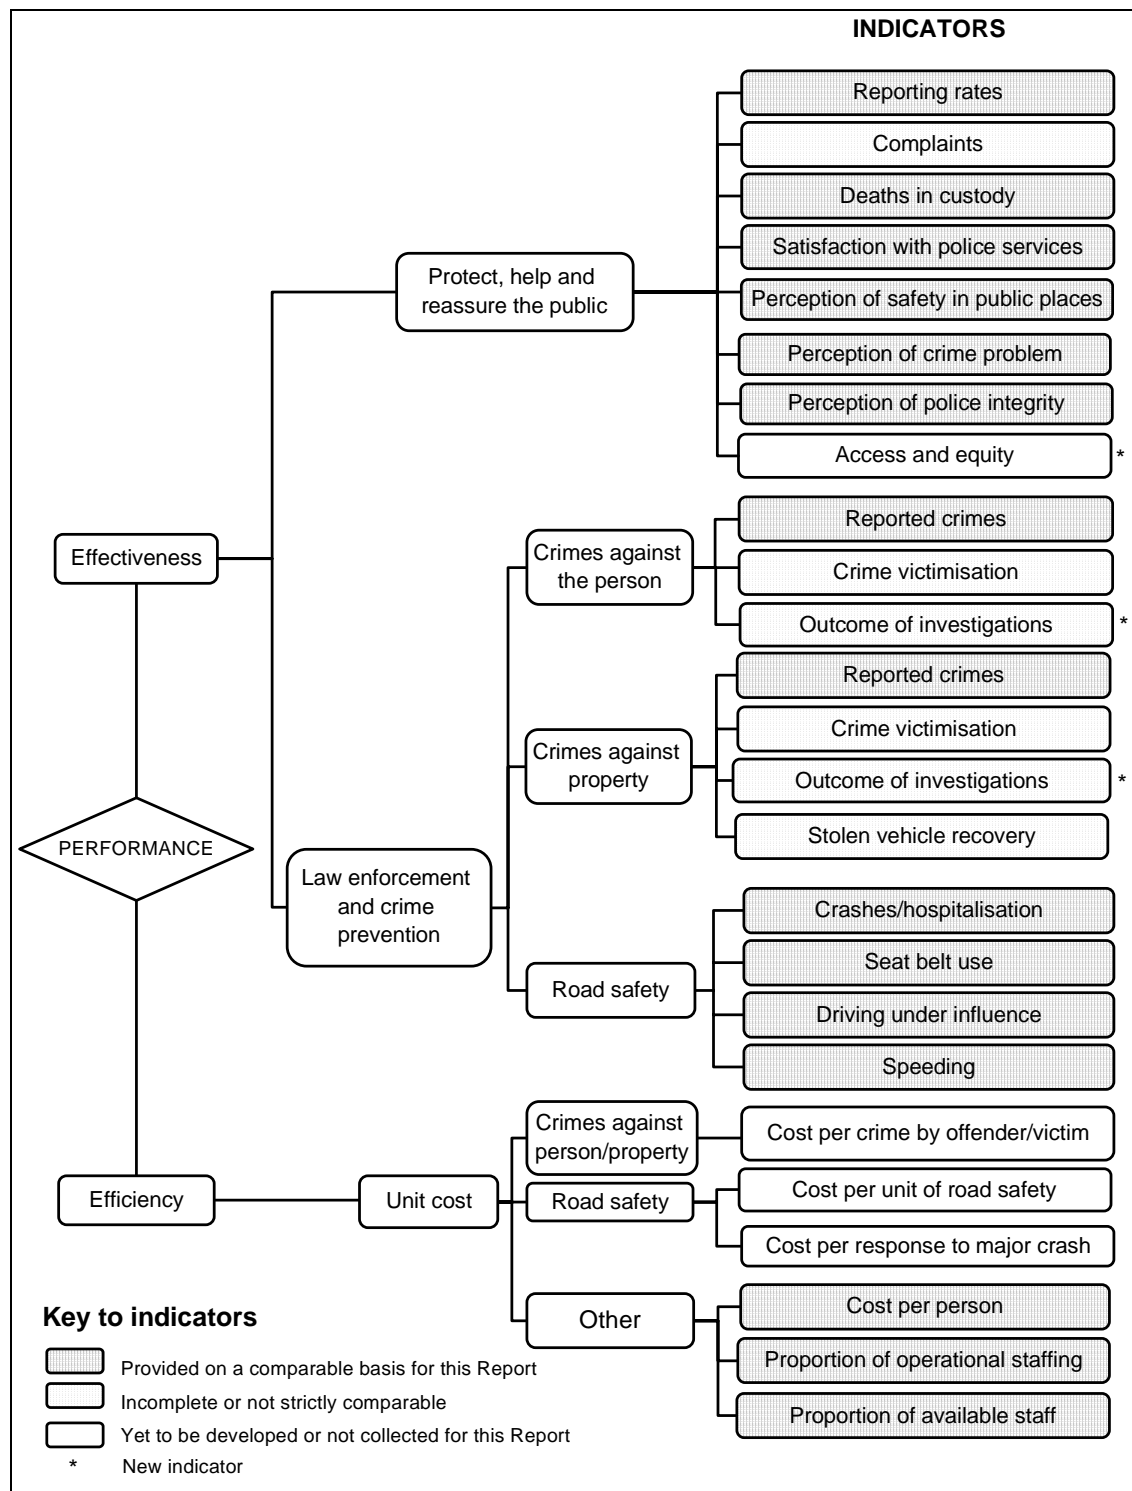 INDICATORS
Reporting rates
Complaints
Deaths in custody
Satisfaction with police services
Protect, help and
reassure the public
Perception of safety in public places
Perception of crime problem
Perception of police integrity
Access and equity *
Effectiveness
Crimes against
the person
Reported crimes
Crime victimisation
Outcome of investigations *
Crimes against
property
Reported crimes
Crime victimisation
Outcome of investigations *
Stolen vehicle recovery
PERFORMANCE
Law enforcement
and crime
prevention
Road safety
Crashes/hospitalisation
Seat belt use
Driving under influence
Speeding
Efficiency
Unit cost
Crimes against
person/property
Cost per crime by offender/victim
Road safety
Cost per unit of road safety
Cost per response to major crash
Other
Cost per person
Proportion of operational staffing
Proportion of available staff
Key to indicators
Provided on a comparable basis for this Report
Incomplete or not strictly comparable
Yet to be developed or not collected for this Report
* New indicator